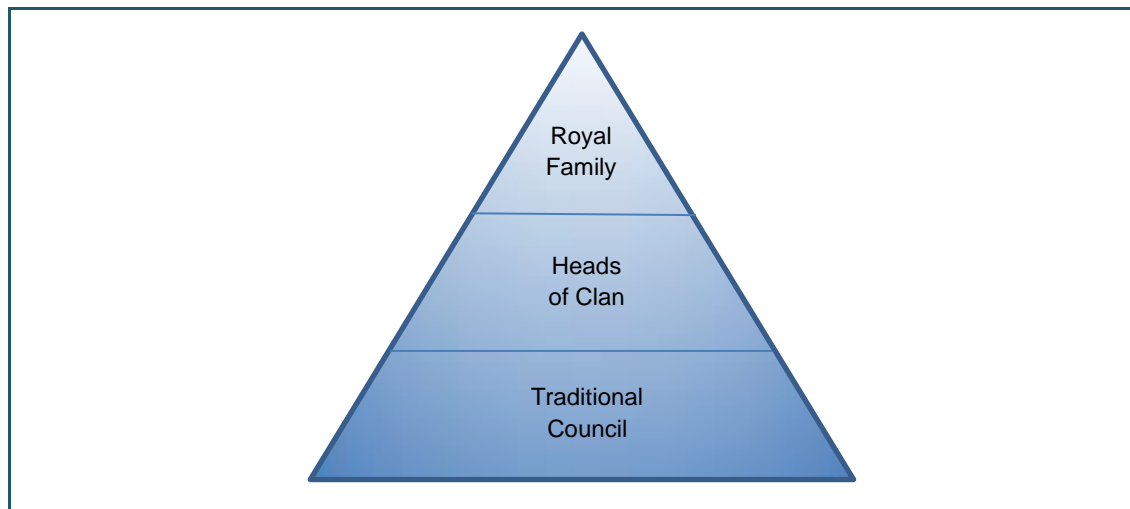 Royal
Family
Heads
of Clan
Traditional
Council